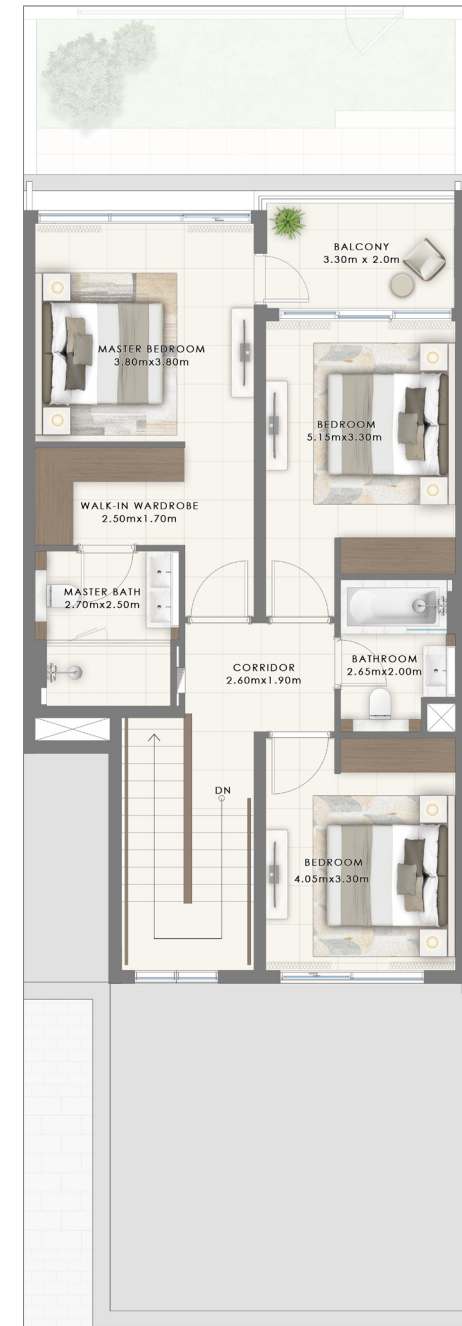 BALCONY
3.30m x 2.0m
MASTER BEDROOM
3.80mx3.80m
BEDROOM
5.15mx3.30m
WALK-IN WARDROBE
2.50mx1.70m
MASTER BATH
2.70mx2.50m
CORRIDOR
2.60mx1.90m
BATHROOM
2.65mx2.00m
DN
BEDROOM
4.05mx3.30m